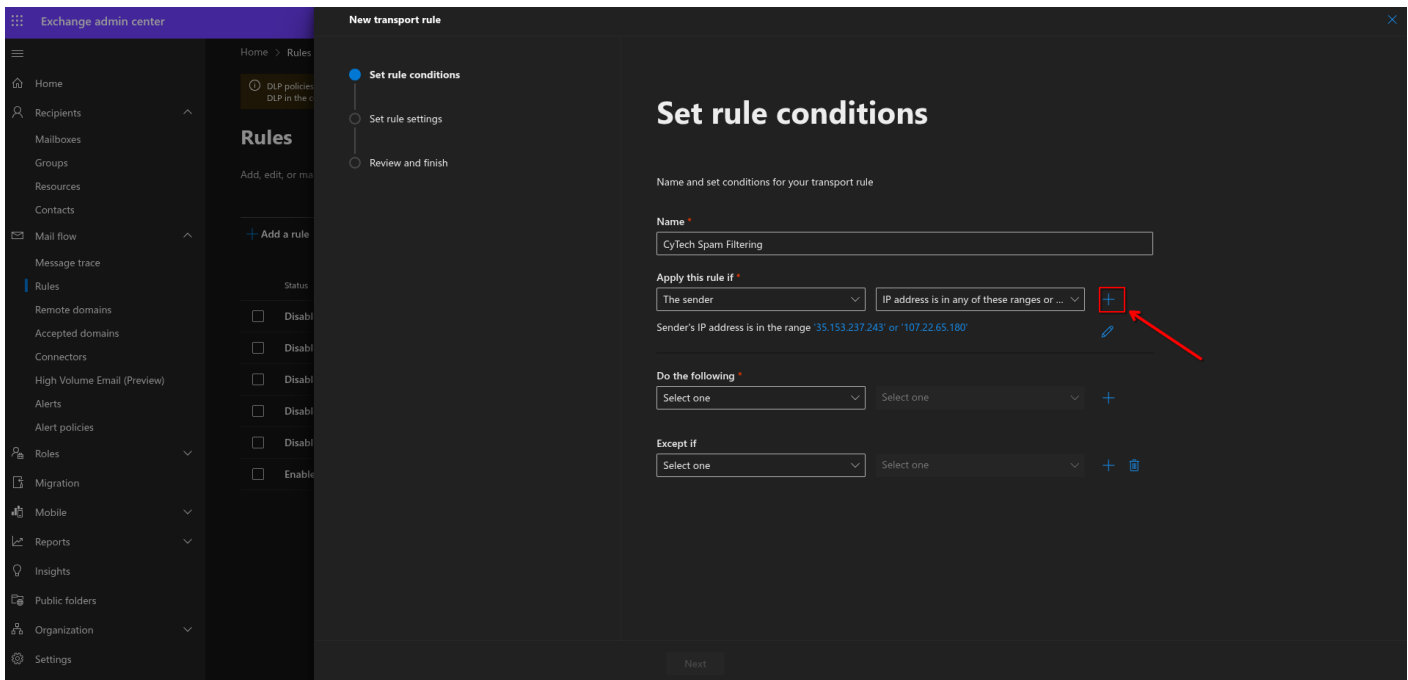 Exchange admin center
New transport rule
Home > Rules
DLP policies
DLP in the c
Rules
Add, edit, or ma
Add a rule
Status
Disabl
Disabl
Disabl
Disabl
Disabl
Enable
Home
Recipients
Mailboxes
Groups
Resources
Contacts
Mail flow
Message trace
Rules
Remote domains
Accepted domains
Connectors
High Volume Email (Preview)
Alerts
Alert policies
Roles
Migration
Mobile
Reports
Insights
Public folders
Organization
Settings
Set rule conditions
Set rule settings
Review and finish
Set rule conditions
Name and set conditions for your transport rule
Name *
CyTech Spam Filtering
Apply this rule if *
The sender
IP address is in any of these ranges or ...
Sender's IP address is in the range '35.153.237.243' or '107.22.65.180'
Do the following *
Select one
Select one
Except if
Select one
Select one
Next